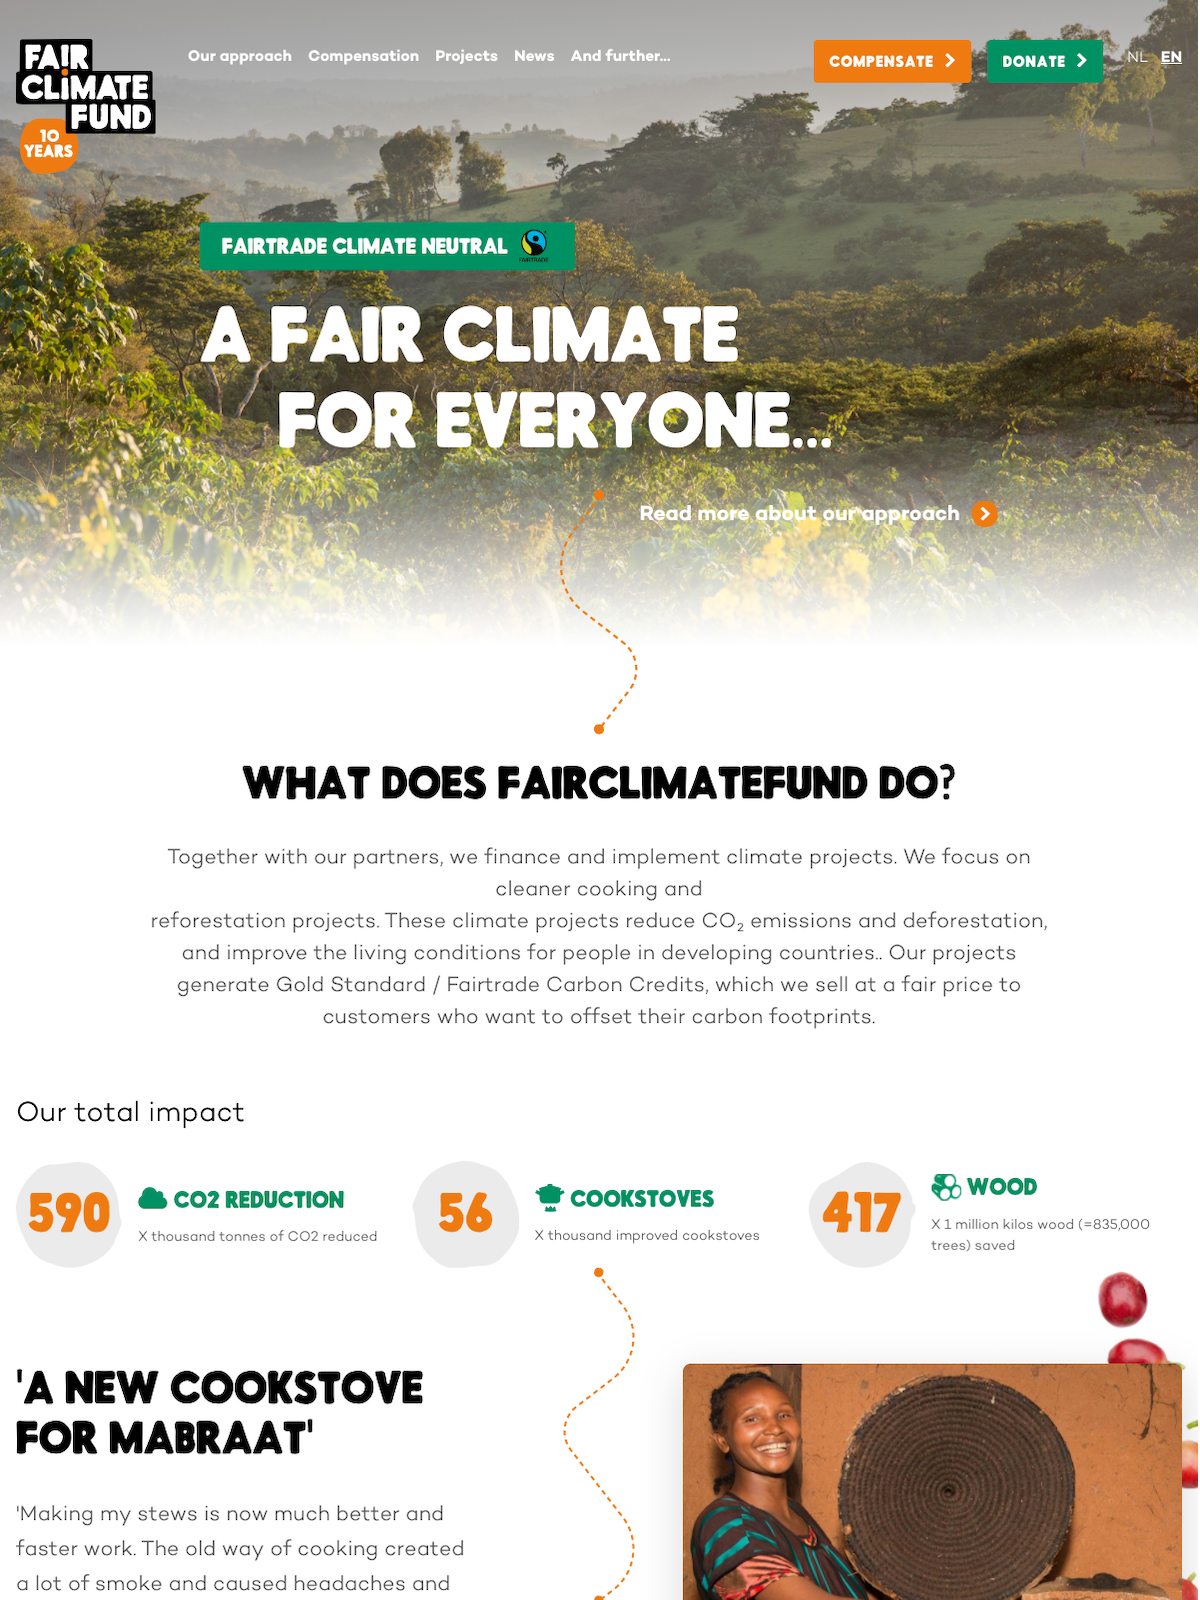 FAIR
CLIMATE
FUND
10
YEARS
Our approach Compensation Projects News And further...
COMPENSATE
DONATE
NL EN
FAIRTRADE CLIMATE NEUTRAL
FAIRTRADE
A FAIR CLIMATE
FOR EVERYONE...
Read more about our approach
WHAT DOES FAIRCLIMATEFUND DO?
Together with our partners, we finance and implement climate projects. We focus on
cleaner cooking and
reforestation projects. These climate projects reduce CO₂ emissions and deforestation,
and improve the living conditions for people in developing countries.. Our projects
generate Gold Standard / Fairtrade Carbon Credits, which we sell at a fair price to
customers who want to offset their carbon footprints.
Our total impact
590
CO2 REDUCTION
X thousand tonnes of CO2 reduced
56
COOKSTOVES
X thousand improved cookstoves
417
WOOD
X 1 million kilos wood (=835,000
trees) saved
'A NEW COOKSTOVE
FOR MABRAAT'
'Making my stews is now much better and
faster work. The old way of cooking created
a lot of smoke and caused headaches and